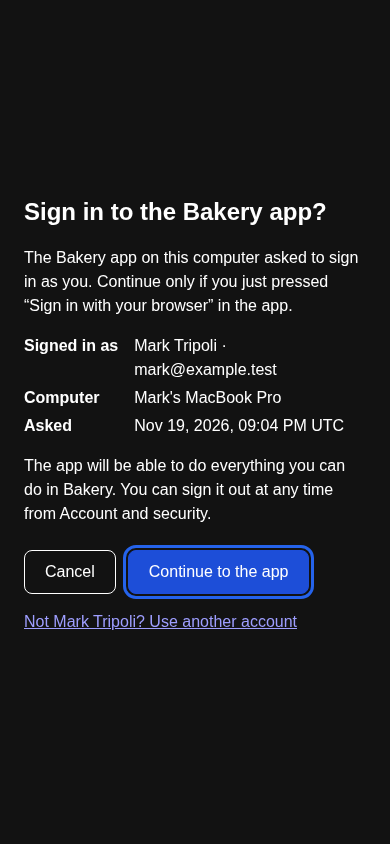 Sign in to the Bakery app?
The Bakery app on this computer asked to sign
in as you. Continue only if you just pressed
“Sign in with your browser” in the app.
Signed in as Mark Tripoli ·
mark@example.test
Computer Mark's MacBook Pro
Asked Nov 19, 2026, 09:04 PM UTC
The app will be able to do everything you can
do in Bakery. You can sign it out at any time
from Account and security.
Cancel Continue to the app
Not Mark Tripoli? Use another account